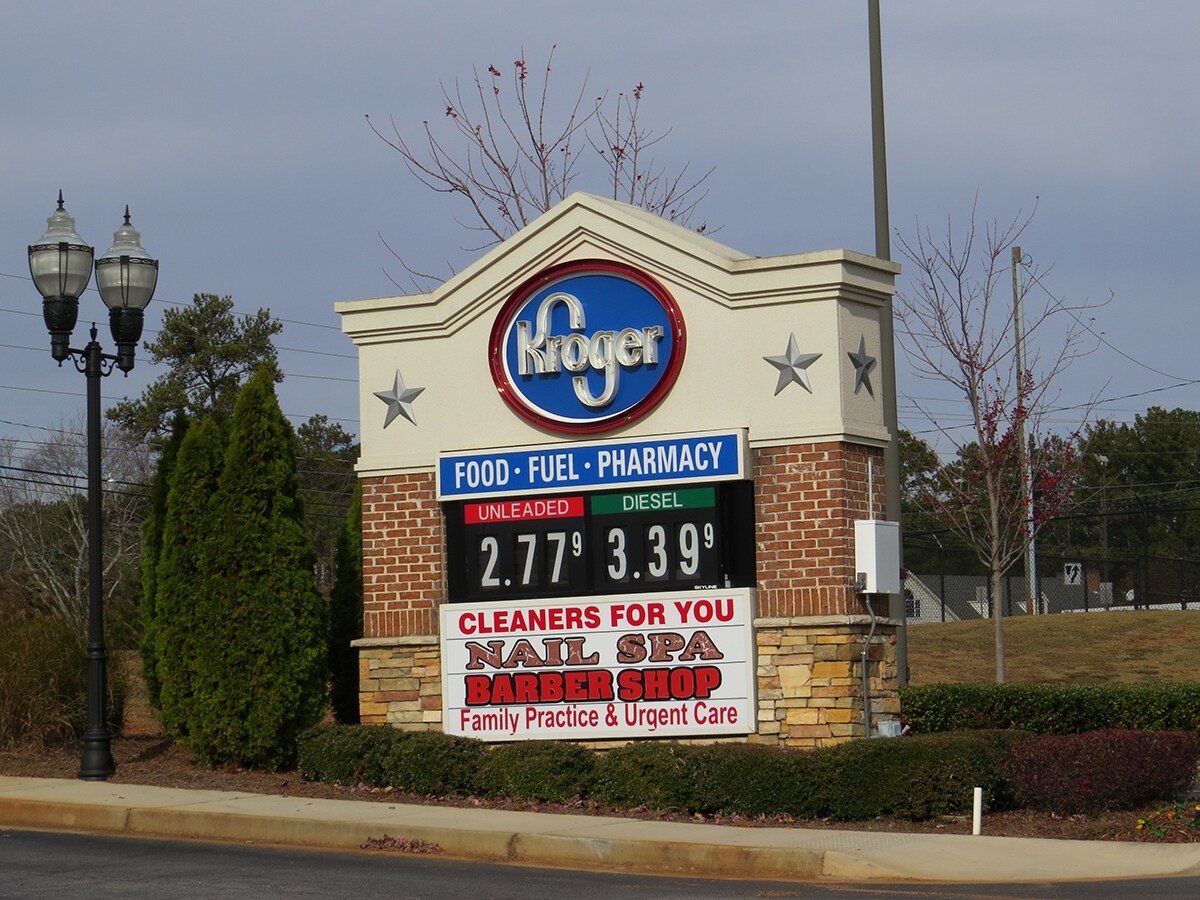 Kroger
FOOD · FUEL · PHARMACY
UNLEADED DIESEL
2.779 3.399
SKYLINE
CLEANERS FOR YOU
NAIL SPA
BARBER SHOP
Family Practice & Urgent Care